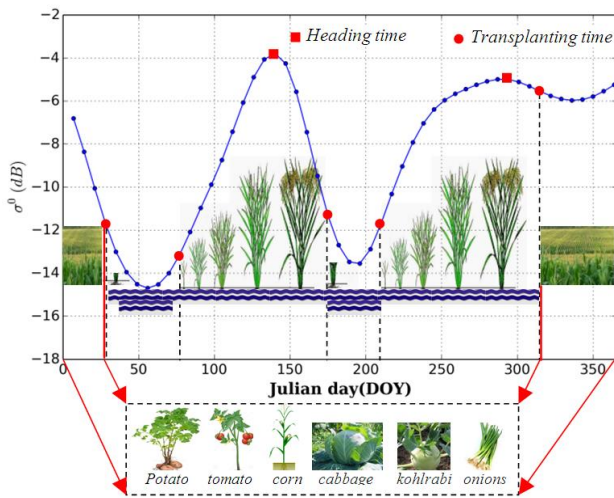 Heading time
Transplanting time
−2
−4
−6
−8
−10
−12
−14
−16
−18
σ⁰ (dB)
0 50 100 150 200 250 300 350
Julian day(DOY)
Potato tomato corn cabbage kohlrabi onions